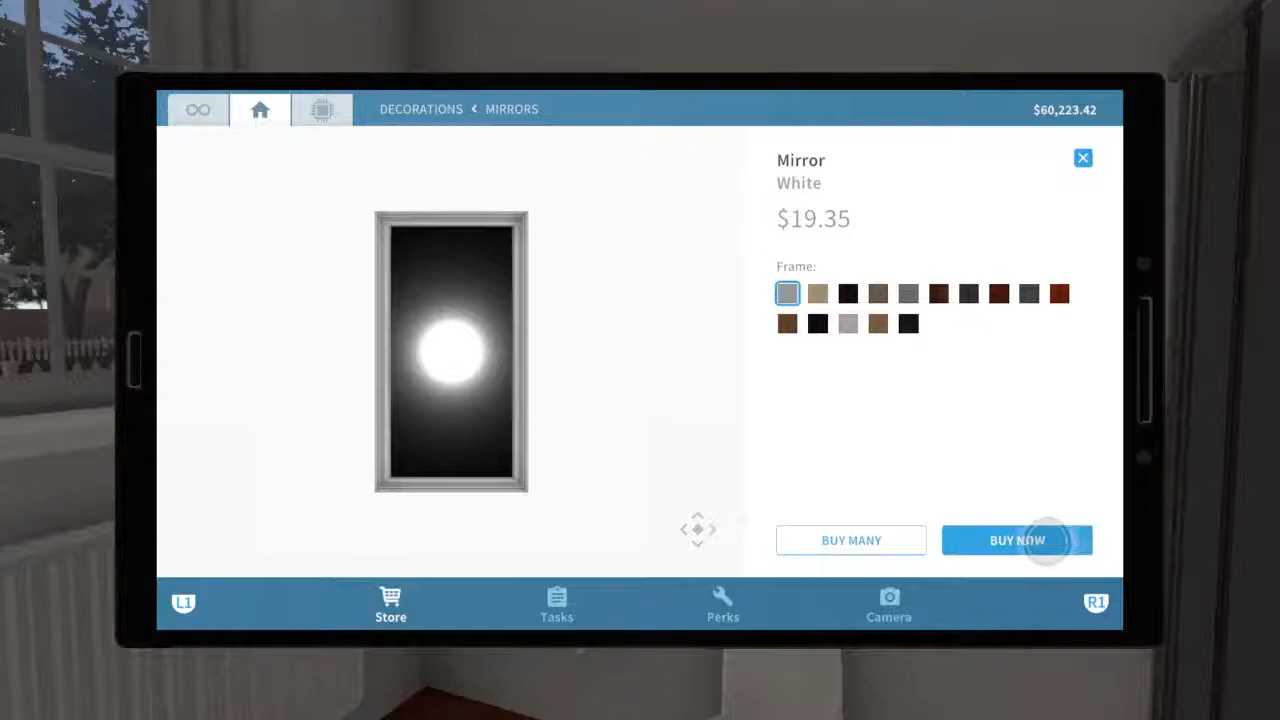 DECORATIONS < MIRRORS
$60,223.42
Mirror
White
$19.35
Frame:
BUY MANY
BUY NOW
L1
Store
Tasks
Perks
Camera
R1